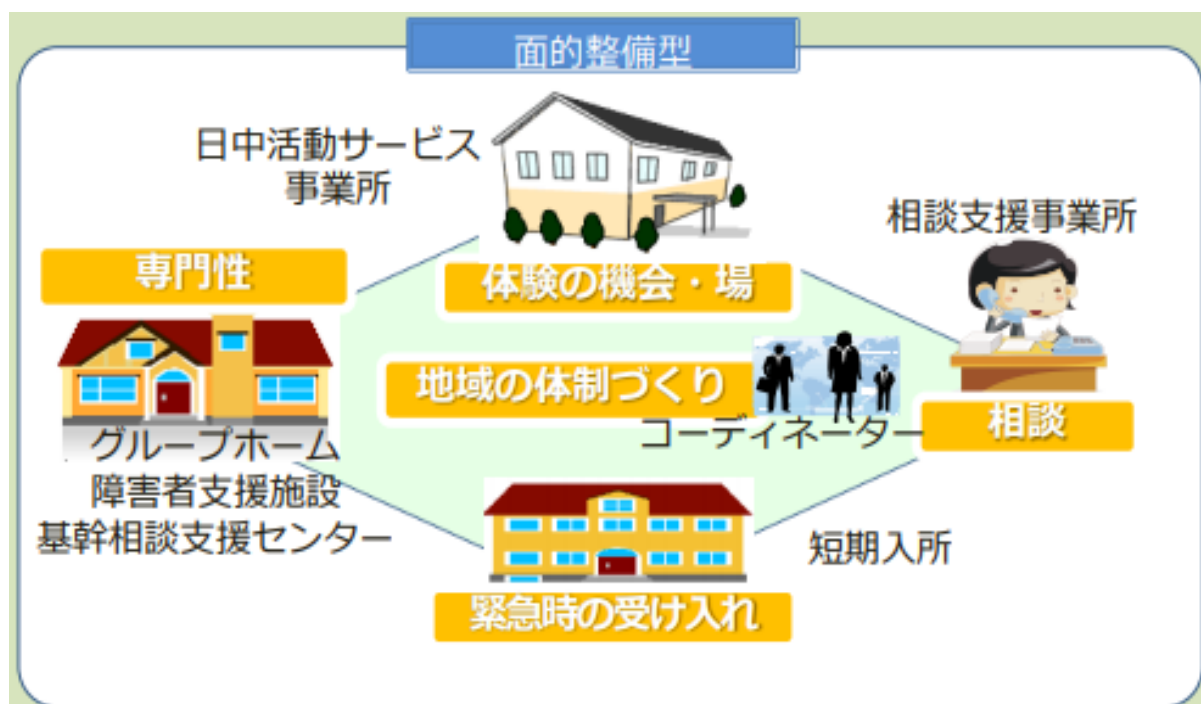 面的整備型
日中活動サービス
事業所
相談支援事業所
専門性
体験の機会・場
地域の体制づくり
コーディネーター
相談
グループホーム
障害者支援施設
基幹相談支援センター
短期入所
緊急時の受け入れ